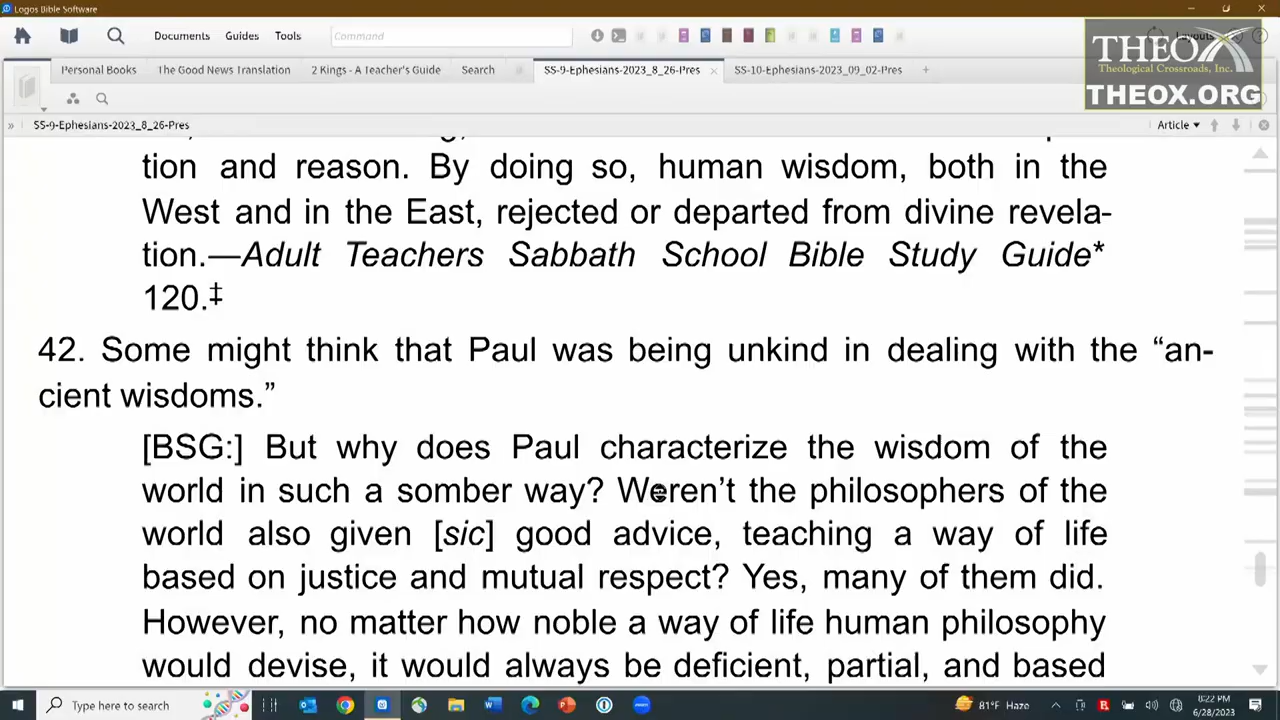 Logos Bible Software
Documents Guides Tools Command Layouts
THEOX
Theological Crossroads, Inc.
THEOX.ORG
Personal Books The Good News Translation 2 Kings - A Teacher's Gui SS-9-Ephesians-2023_8_26-Pres SS-10-Ephesians-2023_09_02-Pres
SS-9-Ephesians-2023_8_26-Pres Article
tion and reason. By doing so, human wisdom, both in the
West and in the East, rejected or departed from divine revela-
tion.—Adult Teachers Sabbath School Bible Study Guide*
120.‡
42. Some might think that Paul was being unkind in dealing with the “an-
cient wisdoms.”
[BSG:] But why does Paul characterize the wisdom of the
world in such a somber way? Weren’t the philosophers of the
world also given [sic] good advice, teaching a way of life
based on justice and mutual respect? Yes, many of them did.
However, no matter how noble a way of life human philosophy
would devise, it would always be deficient, partial, and based
Type here to search 81°F Haze 8:22 PM
6/28/2023